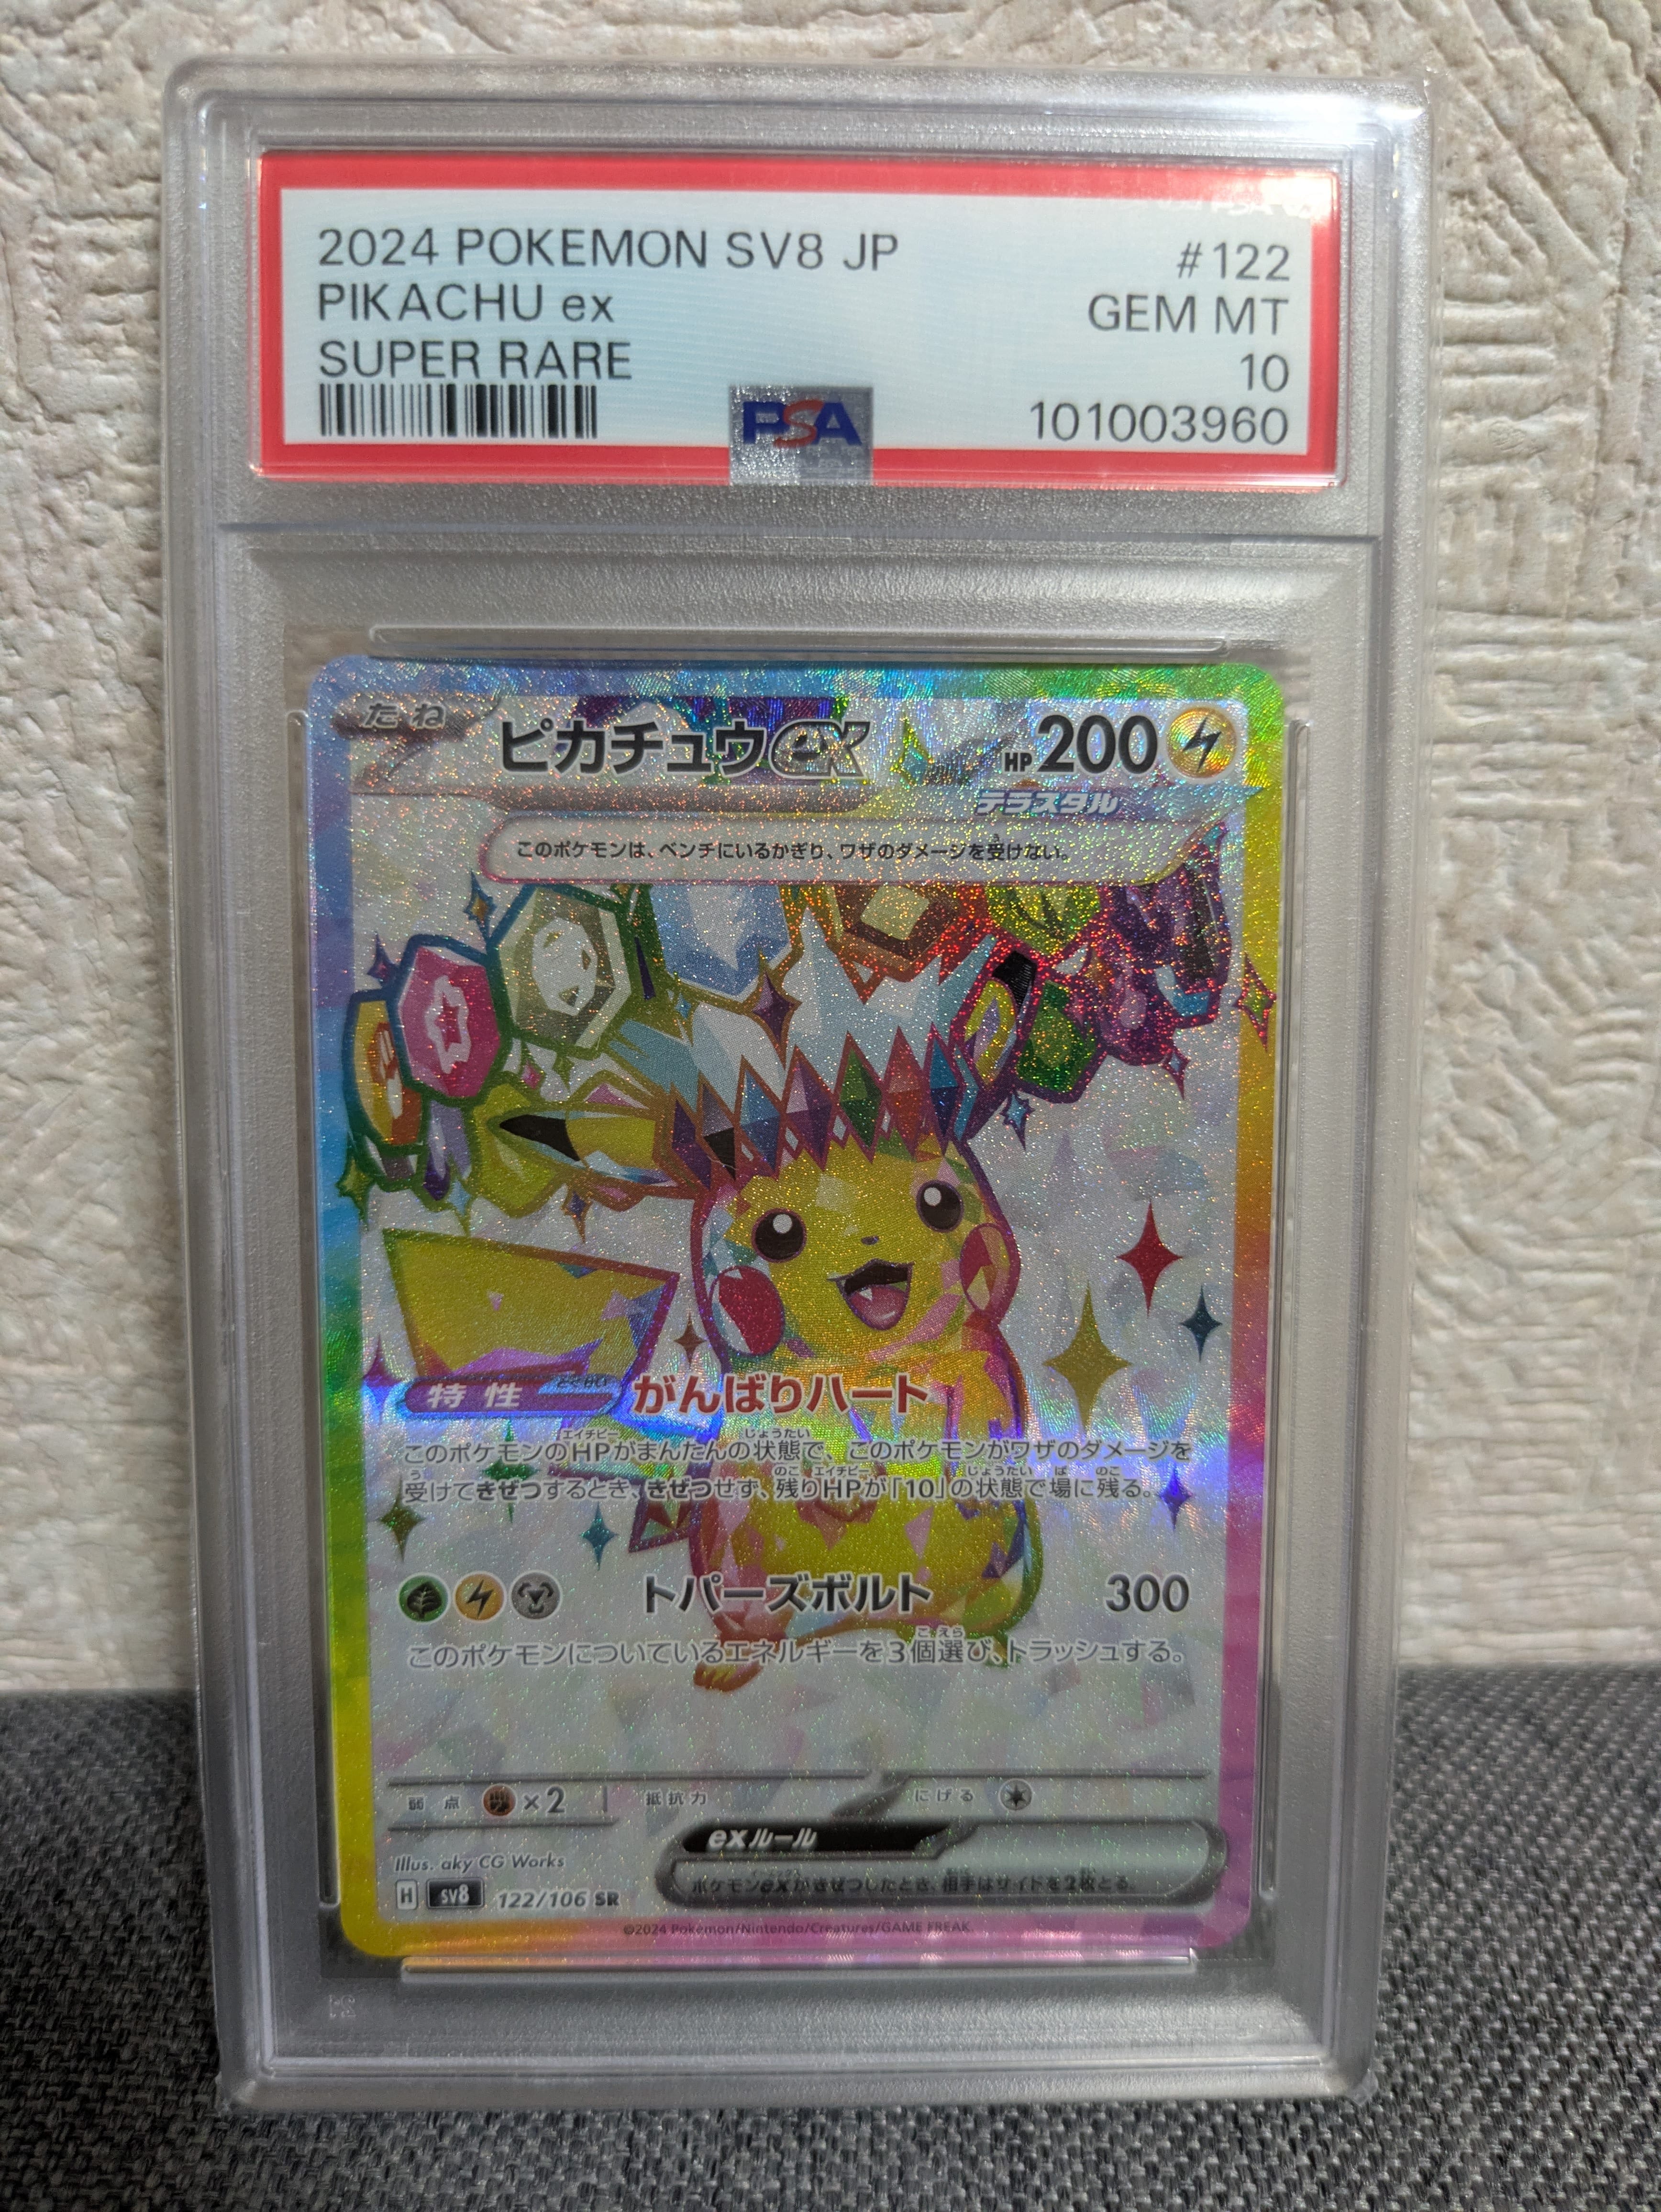 2024 POKEMON SV8 JP #122
PIKACHU ex GEM MT
SUPER RARE 10
PSA 101003960
たね ピカチュウex HP200
テラスタル
このポケモンは、ベンチにいるかぎり、ワザのダメージを受けない。
特性 がんばりハート
このポケモンのHPがまんたんの状態で、このポケモンがワザのダメージを
受けてきぜつするとき、きぜつせず、残りHPが「10」の状態で場に残る。
トパーズボルト 300
このポケモンについているエネルギーを3個選び、トラッシュする。
弱点 ×2 抵抗力 にげる
exルール
ポケモンexがきぜつしたとき、相手はサイドを2枚とる。
Illus. aky CG Works
H SV8 122/106 SR
©2024 Pokémon/Nintendo/Creatures/GAME FREAK.